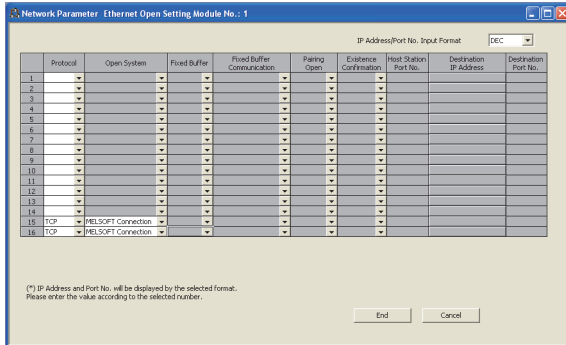 Network Parameter  Ethernet Open Setting Module No.: 1
IP Address/Port No. Input Format DEC
Protocol Open System Fixed Buffer Fixed Buffer Communication Pairing Open Existence Confirmation Host Station Port No. Destination IP Address Destination Port No.
1
2
3
4
5
6
7
8
9
10
11
12
13
14
15 TCP MELSOFT Connection
16 TCP MELSOFT Connection
(*) IP Address and Port No. will be displayed by the selected format.
Please enter the value according to the selected number.
End Cancel